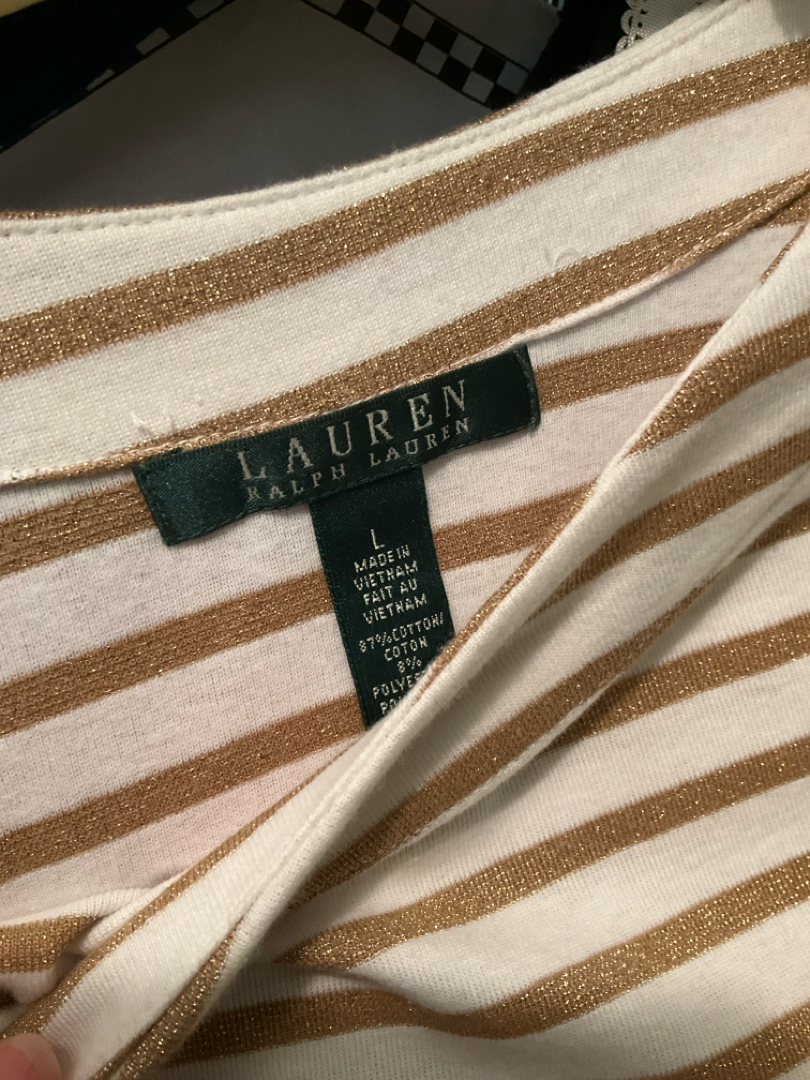 LAUREN
RALPH LAUREN
L
MADE IN
VIETNAM
FAIT AU
VIETNAM
87% COTTON/
COTON
8%